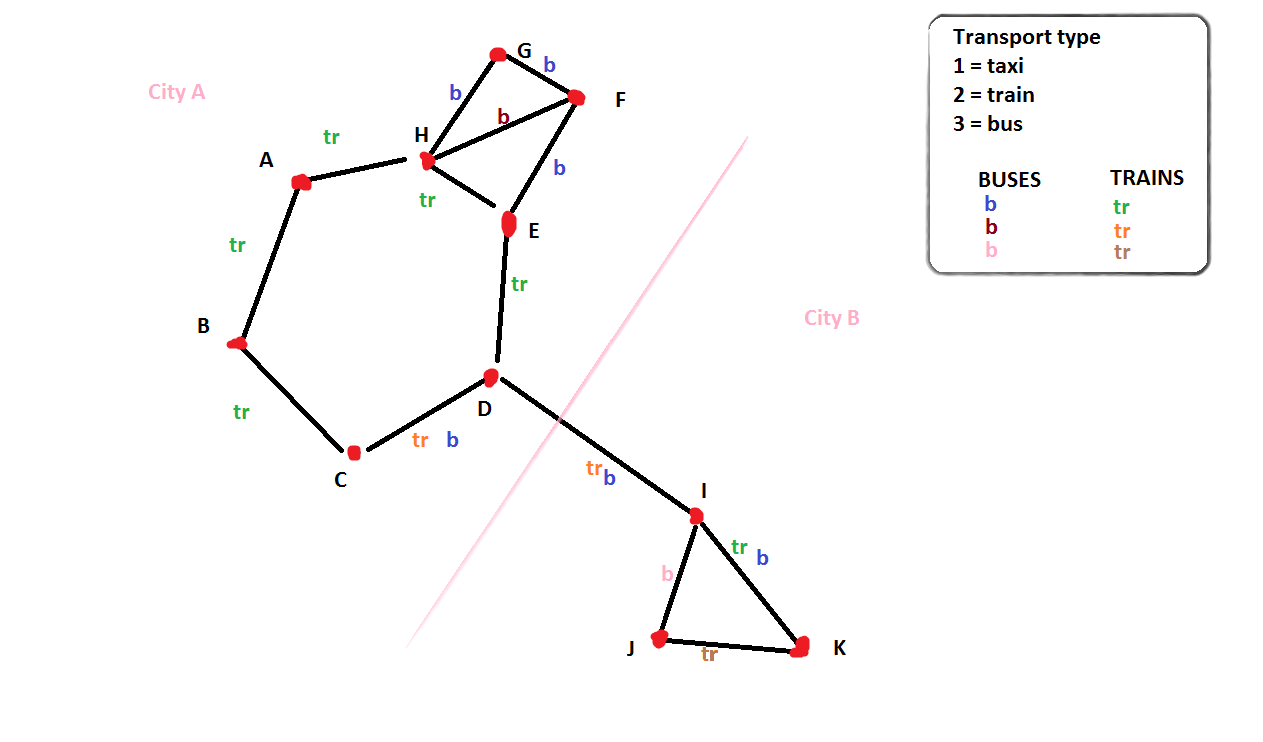 G
b
Transport type
1 = taxi
2 = train
3 = bus
City A
b
F
b
tr
H
A
b
tr
E
BUSES
TRAINS
b
tr
b
tr
b
tr
tr
tr
B
City B
D
tr
tr
b
C
tr
b
I
tr
b
b
J
tr
K